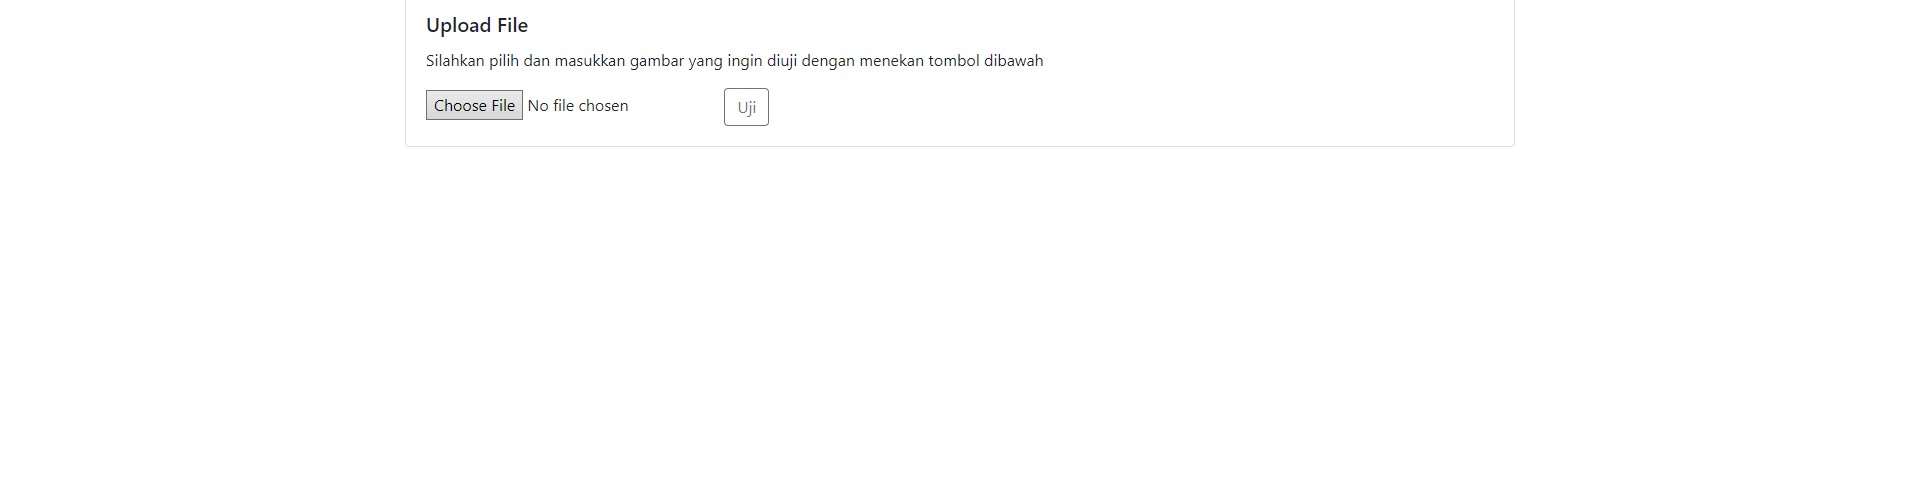 Upload File
Silahkan pilih dan masukkan gambar yang ingin diuji dengan menekan tombol dibawah
Choose File No file chosen Uji